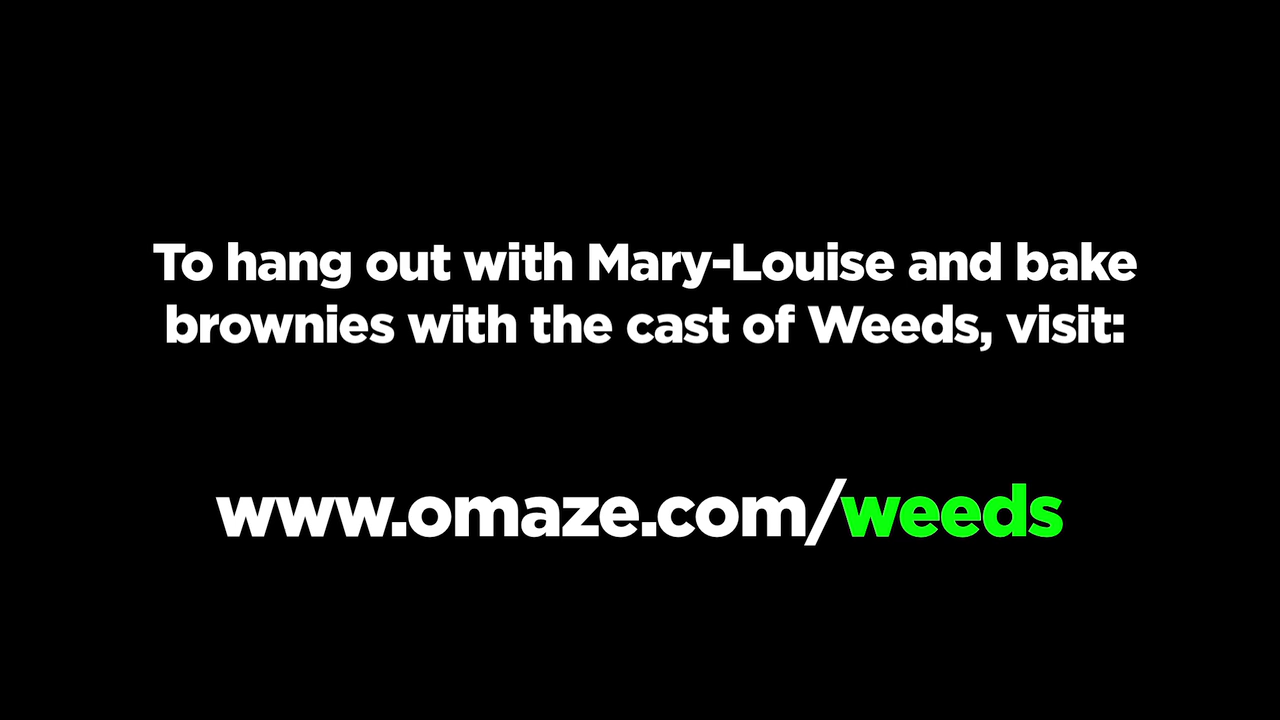 To hang out with Mary-Louise and bake
brownies with the cast of Weeds, visit:
www.omaze.com/weeds